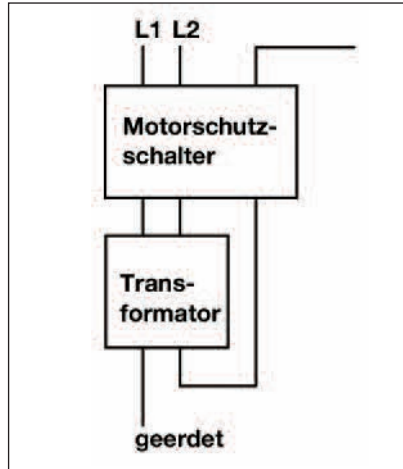 L1 L2
Motorschutz-
schalter
Trans-
formator
geerdet